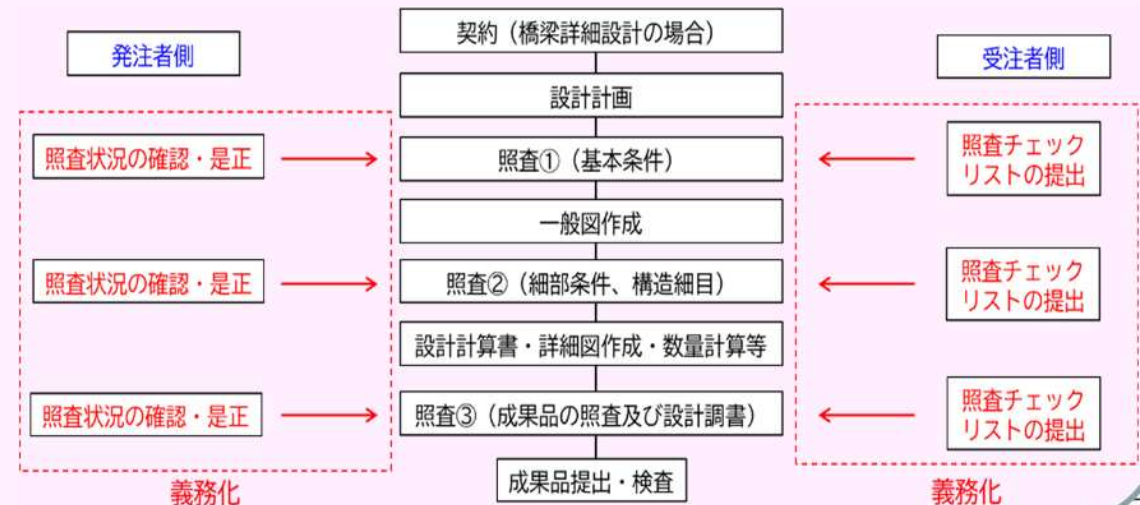 契約（橋梁詳細設計の場合）
発注者側
受注者側
設計計画
照査状況の確認・是正
照査①（基本条件）
照査チェック
リストの提出
一般図作成
照査状況の確認・是正
照査②（細部条件、構造細目）
照査チェック
リストの提出
設計計算書・詳細図作成・数量計算等
照査状況の確認・是正
照査③（成果品の照査及び設計調書）
照査チェック
リストの提出
成果品提出・検査
義務化
義務化